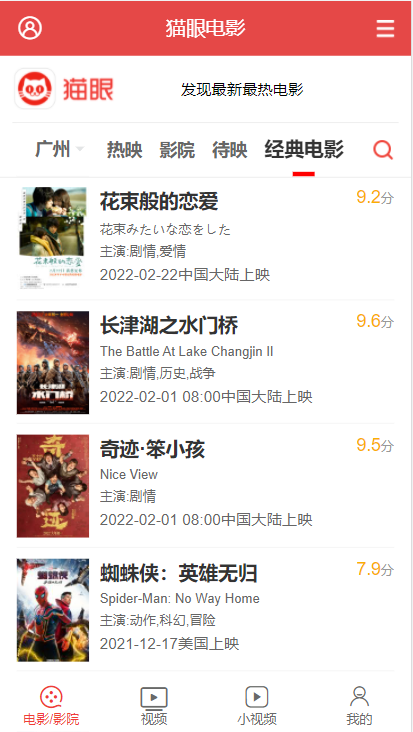 猫眼电影
猫眼
发现最新最热电影
广州 热映 影院 待映 经典电影
花束般的恋爱 9.2分
花束みたいな恋をした
主演:剧情,爱情
2022-02-22中国大陆上映
长津湖之水门桥 9.6分
The Battle At Lake Changjin II
主演:剧情,历史,战争
2022-02-01 08:00中国大陆上映
水门桥
奇迹·笨小孩 9.5分
Nice View
主演:剧情
2022-02-01 08:00中国大陆上映
奇迹
蜘蛛侠：英雄无归 7.9分
Spider-Man: No Way Home
主演:动作,科幻,冒险
2021-12-17美国上映
蜘蛛侠
电影/影院 视频 小视频 我的